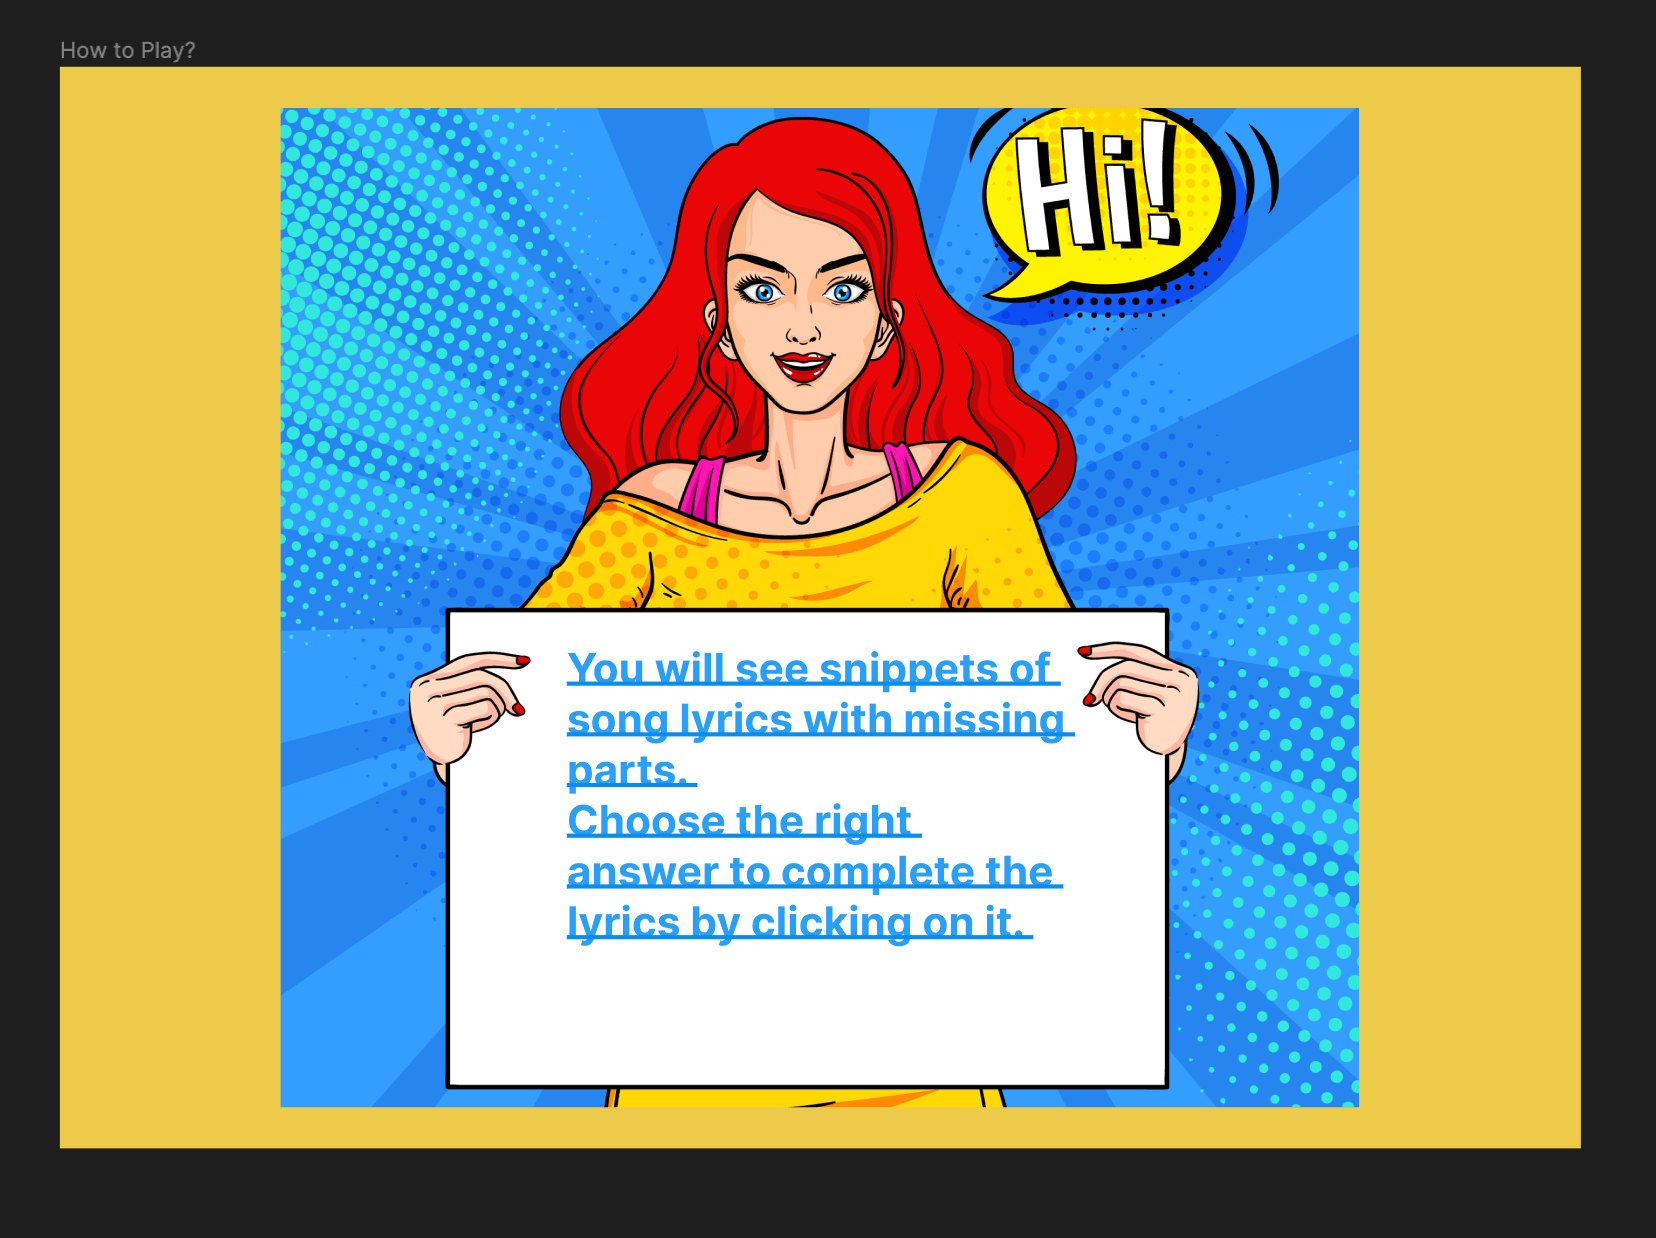 How to Play?
Hi!
You will see snippets of
song lyrics with missing
parts.
Choose the right
answer to complete the
lyrics by clicking on it.